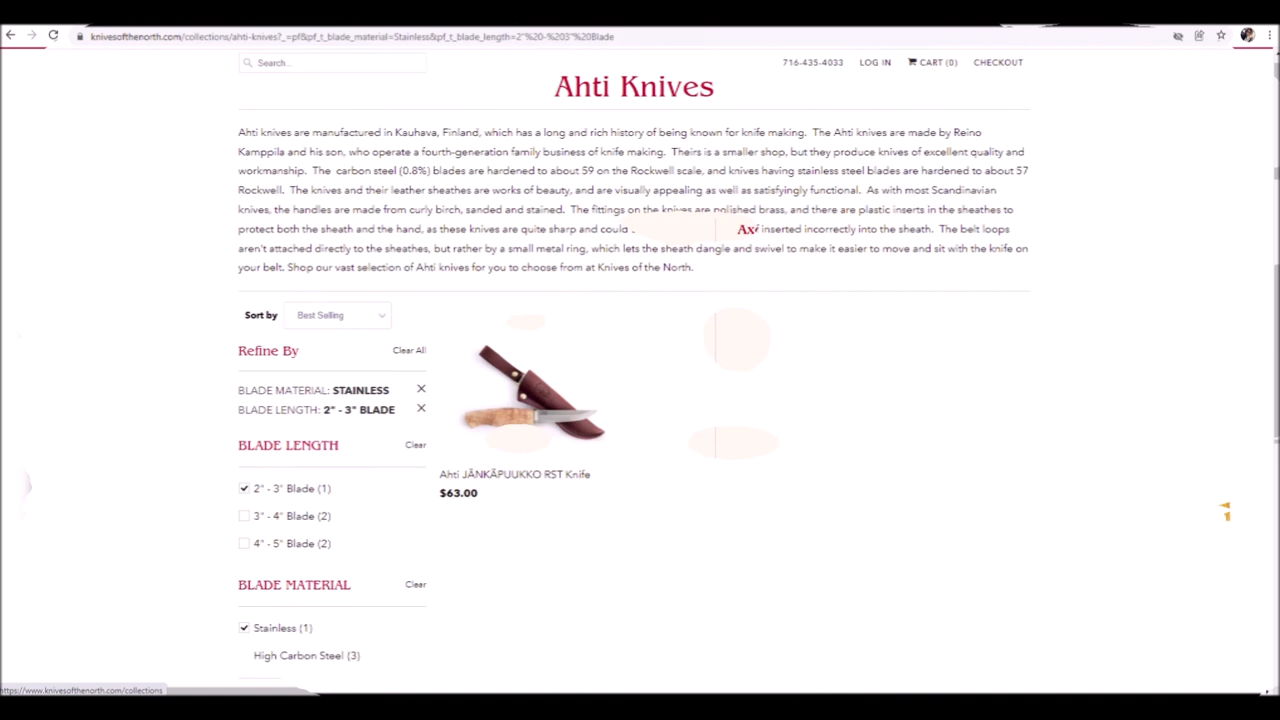 knivesofthenorth.com/collections/ahti-knives?_=pf&pf_t_blade_material=Stainless&pf_t_blade_length=2"%20-%203"%20Blade
Search...
716-435-4033 LOG IN CART (0) CHECKOUT
Ahti Knives
Ahti knives are manufactured in Kauhava, Finland, which has a long and rich history of being known for knife making. The Ahti knives are made by Reino
Kamppila and his son, who operate a fourth-generation family business of knife making. Theirs is a smaller shop, but they produce knives of excellent quality and
workmanship. The carbon steel (0.8%) blades are hardened to about 59 on the Rockwell scale, and knives having stainless steel blades are hardened to about 57
Rockwell. The knives and their leather sheathes are works of beauty, and are visually appealing as well as satisfyingly functional. As with most Scandinavian
knives, the handles are made from curly birch, sanded and stained. The fittings on the knives are polished brass, and there are plastic inserts in the sheathes to
protect both the sheath and the hand, as these knives are quite sharp and could inserted incorrectly into the sheath. The belt loops
aren't attached directly to the sheathes, but rather by a small metal ring, which lets the sheath dangle and swivel to make it easier to move and sit with the knife on
your belt. Shop our vast selection of Ahti knives for you to choose from at Knives of the North.
Sort by Best Selling
Refine By Clear All
BLADE MATERIAL: STAINLESS
BLADE LENGTH: 2" - 3" BLADE
BLADE LENGTH Clear
2" - 3" Blade (1)
3" - 4" Blade (2)
4" - 5" Blade (2)
BLADE MATERIAL Clear
Stainless (1)
High Carbon Steel (3)
Ahti JÄNKÄPUUKKO RST Knife
$63.00
https://www.knivesofthenorth.com/collections